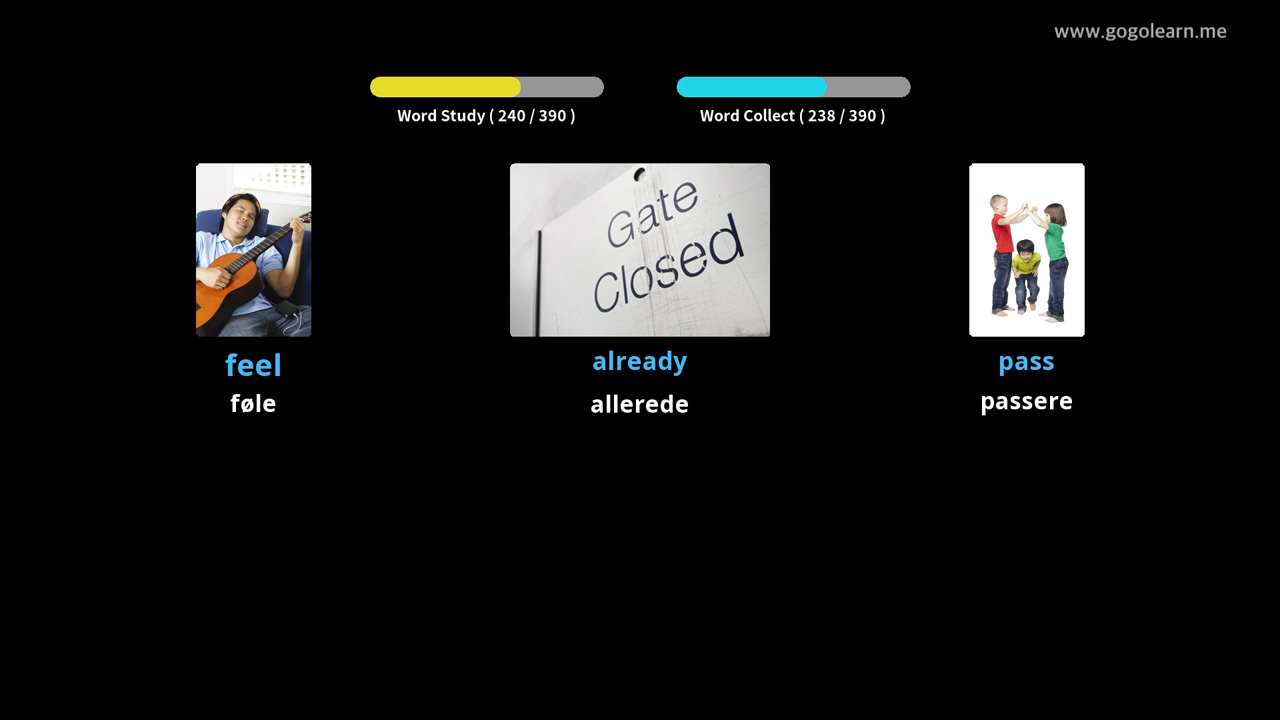 www.gogolearn.me
Word Study ( 240 / 390 )
Word Collect ( 238 / 390 )
Gate
Closed
feel
already
pass
føle
allerede
passere